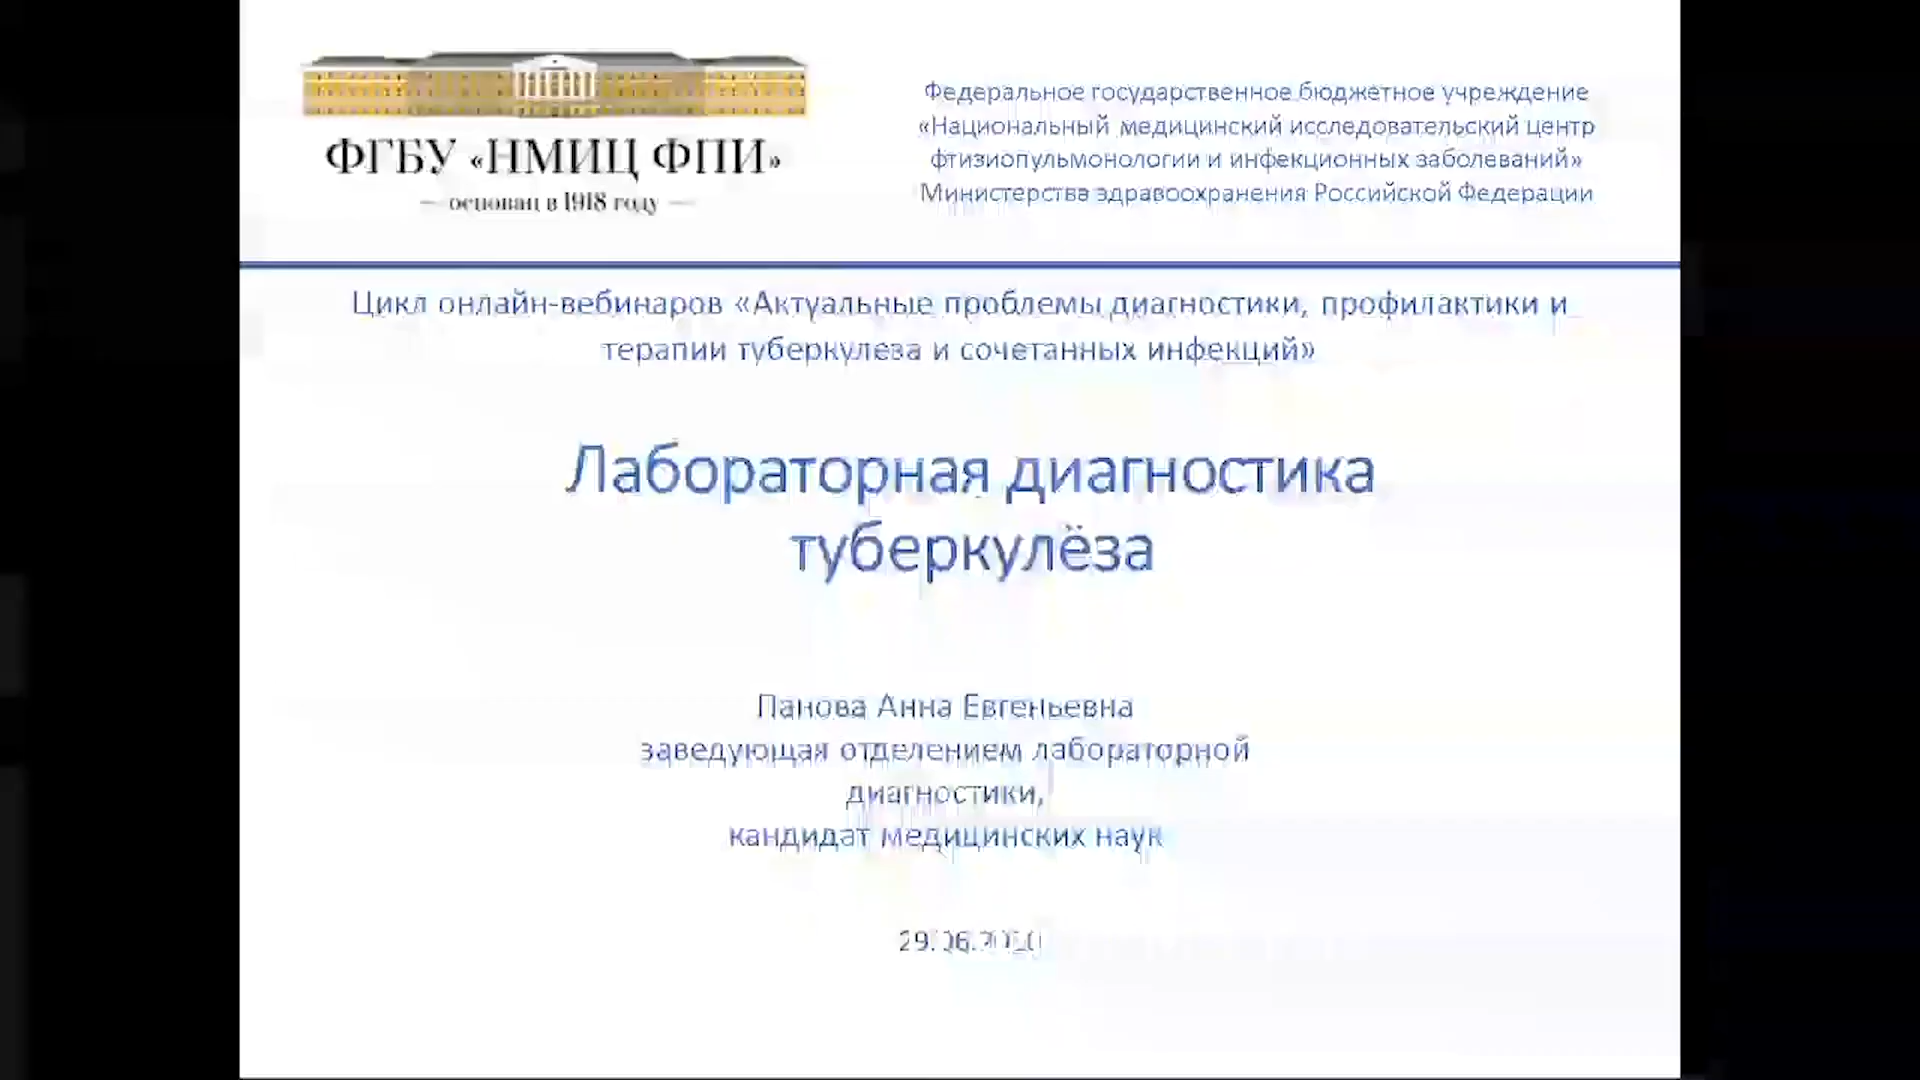 ФГБУ «НМИЦ ФПИ»
— основан в 1918 году —
Федеральное государственное бюджетное учреждение
«Национальный медицинский исследовательский центр
фтизиопульмонологии и инфекционных заболеваний»
Министерства здравоохранения Российской Федерации
Цикл онлайн-вебинаров «Актуальные проблемы диагностики, профилактики и
терапии туберкулеза и сочетанных инфекций»
Лабораторная диагностика
туберкулёза
Панова Анна Евгеньевна
заведующая отделением лабораторной
диагностики,
кандидат медицинских наук